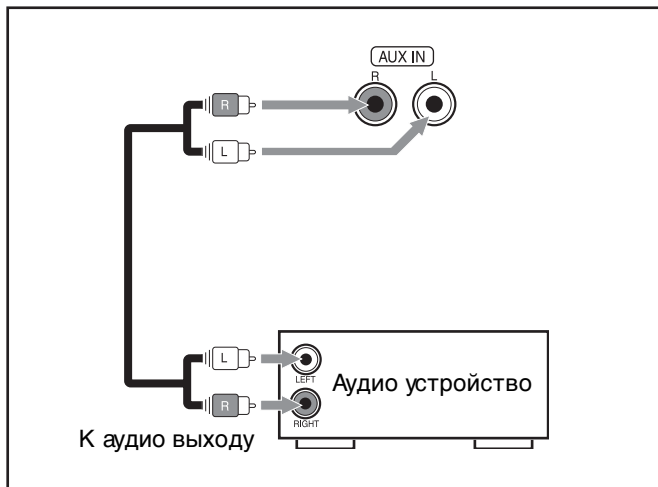 AUX IN
R L
R
L
L
LEFT
Аудио устройство
R
RIGHT
К аудио выходу